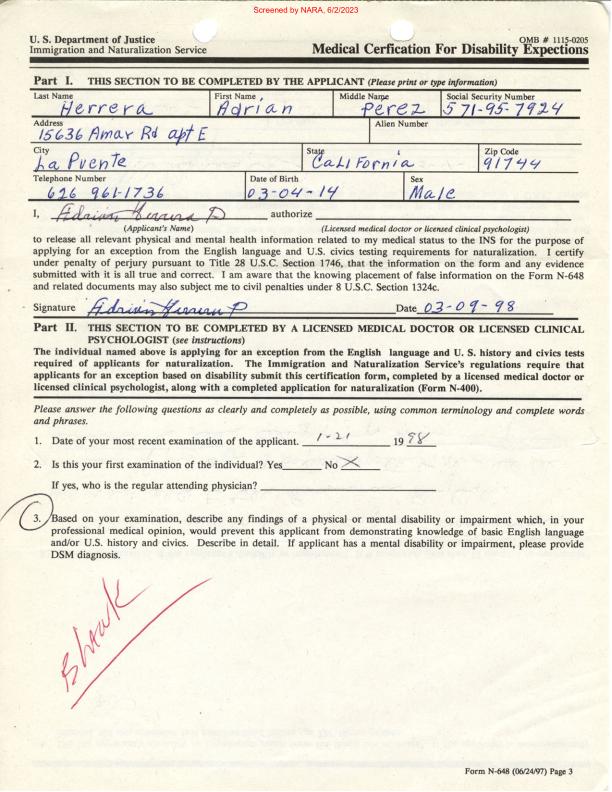 Screened by NARA, 6/2/2023
U. S. Department of Justice
Immigration and Naturalization Service
OMB # 1115-0205
Medical Cerfication For Disability Expections
Part I. THIS SECTION TO BE COMPLETED BY THE APPLICANT (Please print or type information)
Last Name First Name Middle Name Social Security Number
Herrera Adrian Perez 571-95-7924
Address Alien Number
15636 Amar Rd apt E
City State Zip Code
La Puente California 91744
Telephone Number Date of Birth Sex
626 961-1736 03-04-14 Male
I, Adrian Herrera P authorize
(Applicant's Name) (Licensed medical doctor or licensed clinical psychologist)
to release all relevant physical and mental health information related to my medical status to the INS for the purpose of
applying for an exception from the English language and U.S. civics testing requirements for naturalization. I certify
under penalty of perjury pursuant to Title 28 U.S.C. Section 1746, that the information on the form and any evidence
submitted with it is all true and correct. I am aware that the knowing placement of false information on the Form N-648
and related documents may also subject me to civil penalties under 8 U.S.C. Section 1324c.
Signature Adrian Herrera P Date 03-09-98
Part II. THIS SECTION TO BE COMPLETED BY A LICENSED MEDICAL DOCTOR OR LICENSED CLINICAL
PSYCHOLOGIST (see instructions)
The individual named above is applying for an exception from the English language and U. S. history and civics tests
required of applicants for naturalization. The Immigration and Naturalization Service's regulations require that
applicants for an exception based on disability submit this certification form, completed by a licensed medical doctor or
licensed clinical psychologist, along with a completed application for naturalization (Form N-400).
Please answer the following questions as clearly and completely as possible, using common terminology and complete words
and phrases.
1. Date of your most recent examination of the applicant. 1-21 19 98
2. Is this your first examination of the individual? Yes No X
If yes, who is the regular attending physician?
3. Based on your examination, describe any findings of a physical or mental disability or impairment which, in your
professional medical opinion, would prevent this applicant from demonstrating knowledge of basic English language
and/or U.S. history and civics. Describe in detail. If applicant has a mental disability or impairment, please provide
DSM diagnosis.
Blank
Form N-648 (06/24/97) Page 3